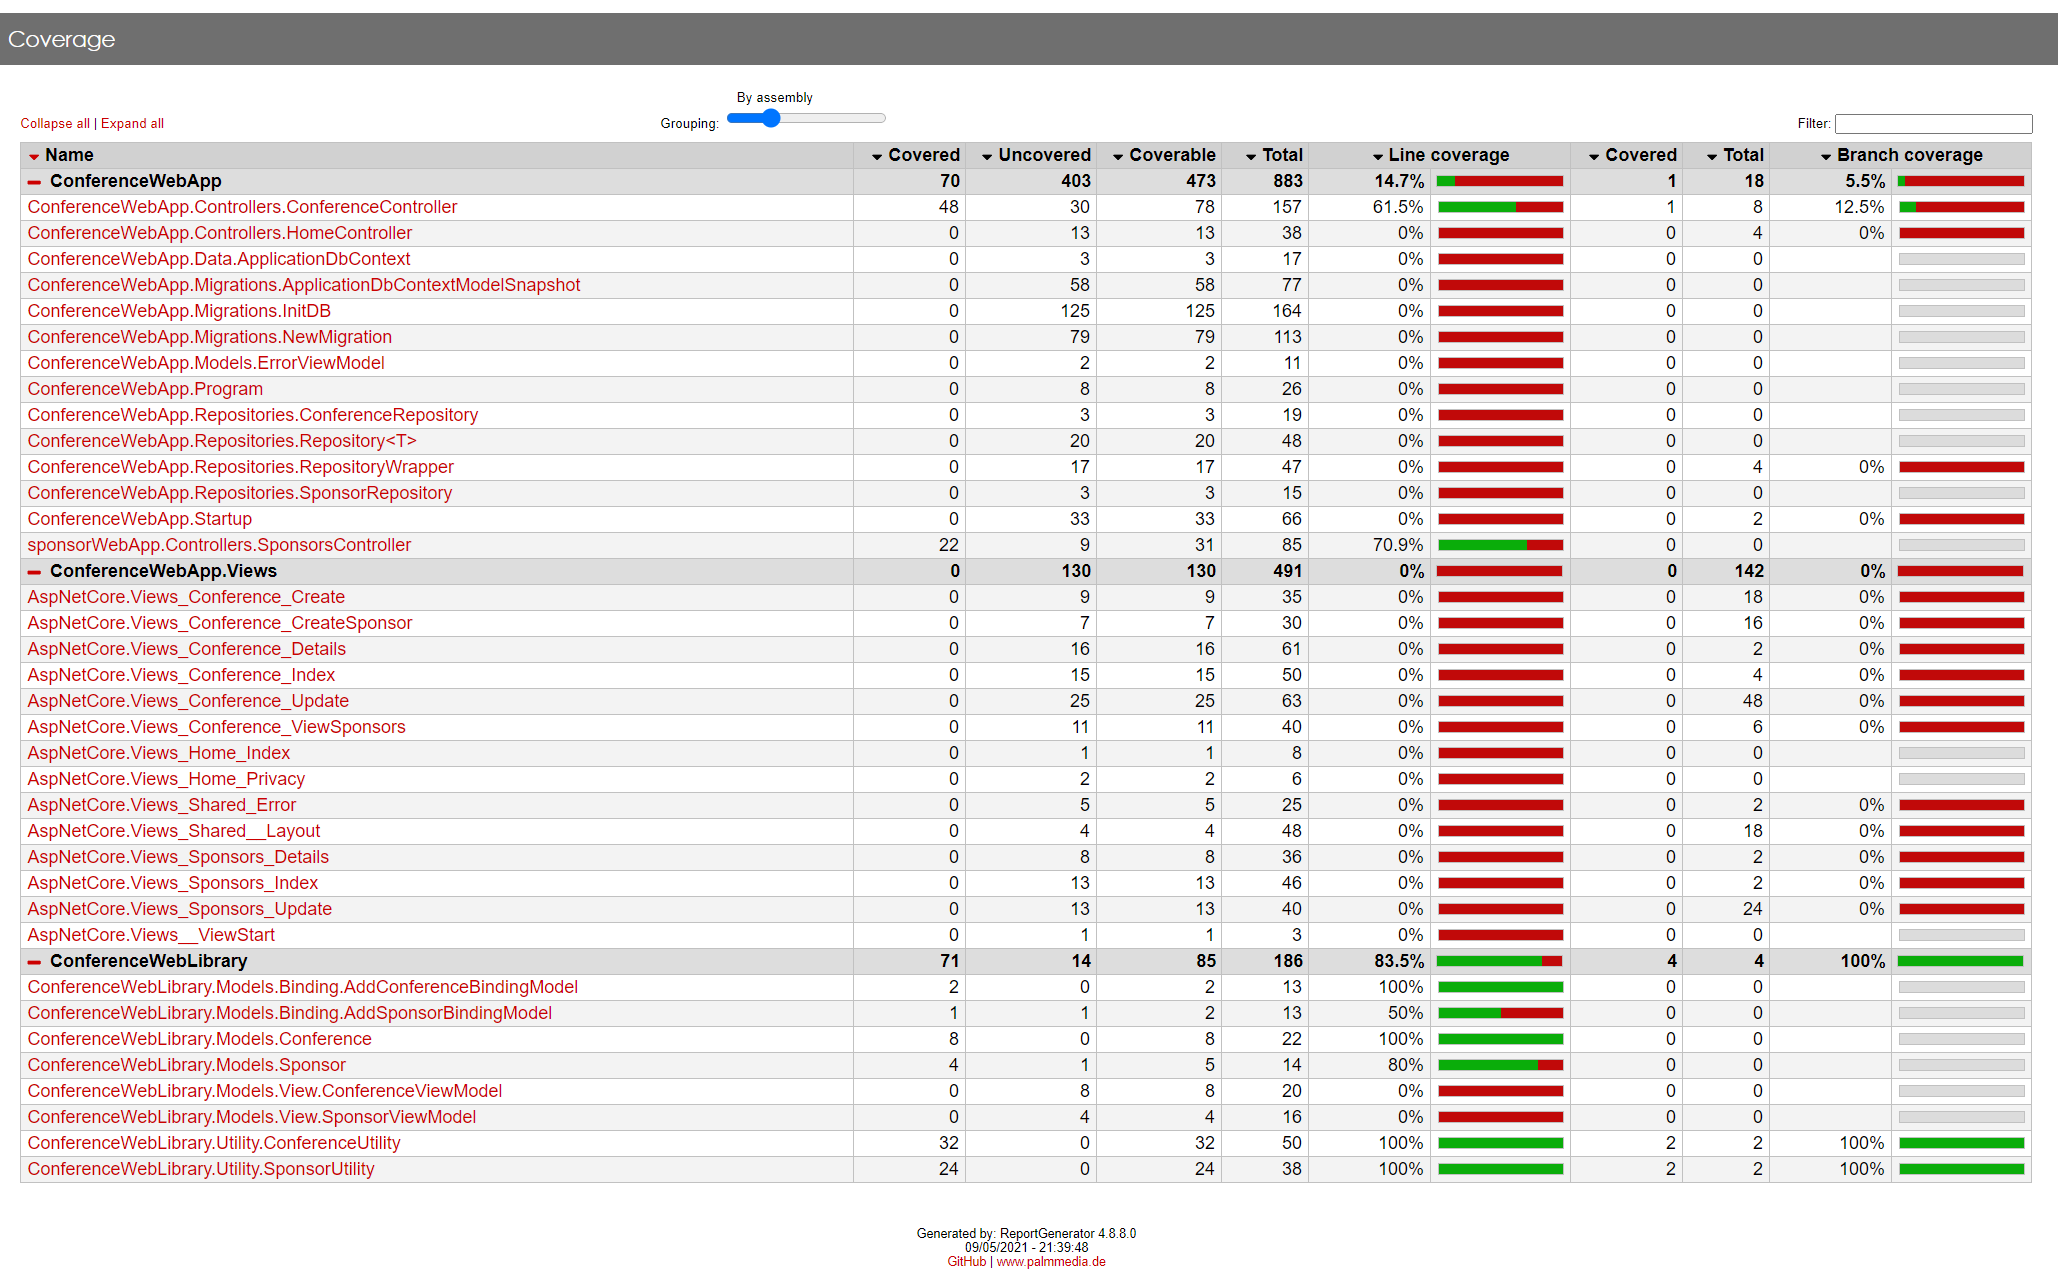 Coverage
By assembly
Collapse all | Expand all Grouping: Filter:
Name Covered Uncovered Coverable Total Line coverage Covered Total Branch coverage
ConferenceWebApp 70 403 473 883 14.7% 1 18 5.5%
ConferenceWebApp.Controllers.ConferenceController 48 30 78 157 61.5% 1 8 12.5%
ConferenceWebApp.Controllers.HomeController 0 13 13 38 0% 0 4 0%
ConferenceWebApp.Data.ApplicationDbContext 0 3 3 17 0% 0 0
ConferenceWebApp.Migrations.ApplicationDbContextModelSnapshot 0 58 58 77 0% 0 0
ConferenceWebApp.Migrations.InitDB 0 125 125 164 0% 0 0
ConferenceWebApp.Migrations.NewMigration 0 79 79 113 0% 0 0
ConferenceWebApp.Models.ErrorViewModel 0 2 2 11 0% 0 0
ConferenceWebApp.Program 0 8 8 26 0% 0 0
ConferenceWebApp.Repositories.ConferenceRepository 0 3 3 19 0% 0 0
ConferenceWebApp.Repositories.Repository<T> 0 20 20 48 0% 0 0
ConferenceWebApp.Repositories.RepositoryWrapper 0 17 17 47 0% 0 4 0%
ConferenceWebApp.Repositories.SponsorRepository 0 3 3 15 0% 0 0
ConferenceWebApp.Startup 0 33 33 66 0% 0 2 0%
sponsorWebApp.Controllers.SponsorsController 22 9 31 85 70.9% 0 0
ConferenceWebApp.Views 0 130 130 491 0% 0 142 0%
AspNetCore.Views_Conference_Create 0 9 9 35 0% 0 18 0%
AspNetCore.Views_Conference_CreateSponsor 0 7 7 30 0% 0 16 0%
AspNetCore.Views_Conference_Details 0 16 16 61 0% 0 2 0%
AspNetCore.Views_Conference_Index 0 15 15 50 0% 0 4 0%
AspNetCore.Views_Conference_Update 0 25 25 63 0% 0 48 0%
AspNetCore.Views_Conference_ViewSponsors 0 11 11 40 0% 0 6 0%
AspNetCore.Views_Home_Index 0 1 1 8 0% 0 0
AspNetCore.Views_Home_Privacy 0 2 2 6 0% 0 0
AspNetCore.Views_Shared_Error 0 5 5 25 0% 0 2 0%
AspNetCore.Views_Shared__Layout 0 4 4 48 0% 0 18 0%
AspNetCore.Views_Sponsors_Details 0 8 8 36 0% 0 2 0%
AspNetCore.Views_Sponsors_Index 0 13 13 46 0% 0 2 0%
AspNetCore.Views_Sponsors_Update 0 13 13 40 0% 0 24 0%
AspNetCore.Views__ViewStart 0 1 1 3 0% 0 0
ConferenceWebLibrary 71 14 85 186 83.5% 4 4 100%
ConferenceWebLibrary.Models.Binding.AddConferenceBindingModel 2 0 2 13 100% 0 0
ConferenceWebLibrary.Models.Binding.AddSponsorBindingModel 1 1 2 13 50% 0 0
ConferenceWebLibrary.Models.Conference 8 0 8 22 100% 0 0
ConferenceWebLibrary.Models.Sponsor 4 1 5 14 80% 0 0
ConferenceWebLibrary.Models.View.ConferenceViewModel 0 8 8 20 0% 0 0
ConferenceWebLibrary.Models.View.SponsorViewModel 0 4 4 16 0% 0 0
ConferenceWebLibrary.Utility.ConferenceUtility 32 0 32 50 100% 2 2 100%
ConferenceWebLibrary.Utility.SponsorUtility 24 0 24 38 100% 2 2 100%
Generated by: ReportGenerator 4.8.8.0
09/05/2021 - 21:39:48
GitHub | www.palmmedia.de